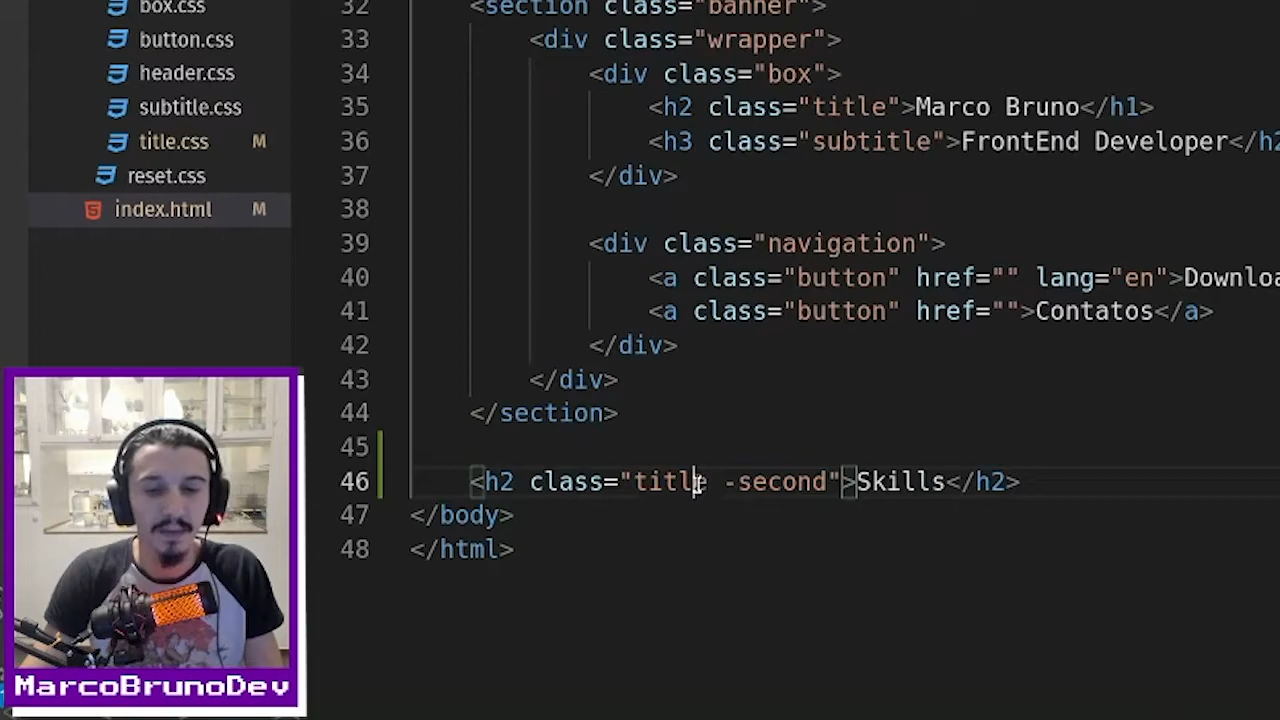 box.css
button.css
header.css
subtitle.css
title.css M
reset.css
index.html M
32 <section class="banner">
33 <div class="wrapper">
34 <div class="box">
35 <h2 class="title">Marco Bruno</h1>
36 <h3 class="subtitle">FrontEnd Developer</h2
37 </div>
38
39 <div class="navigation">
40 <a class="button" href="" lang="en">Downloa
41 <a class="button" href="">Contatos</a>
42 </div>
43 </div>
44 </section>
45
46 <h2 class="title -second">Skills</h2>
47 </body>
48 </html>
MarcoBrunoDev